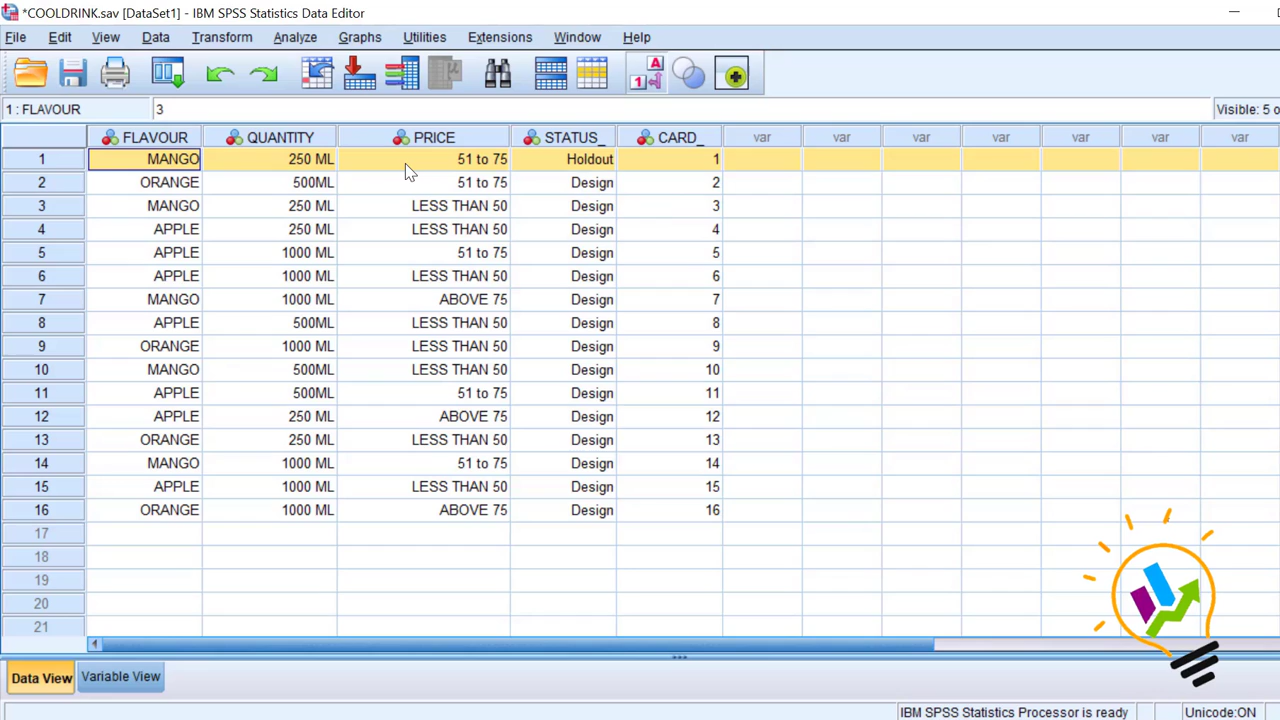 *COOLDRINK.sav [DataSet1] - IBM SPSS Statistics Data Editor
File Edit View Data Transform Analyze Graphs Utilities Extensions Window Help
1 : FLAVOUR 3 Visible: 5 o
FLAVOUR QUANTITY PRICE STATUS_ CARD_ var var var var var var var
1 MANGO 250 ML 51 to 75 Holdout 1
2 ORANGE 500ML 51 to 75 Design 2
3 MANGO 250 ML LESS THAN 50 Design 3
4 APPLE 250 ML LESS THAN 50 Design 4
5 APPLE 1000 ML 51 to 75 Design 5
6 APPLE 1000 ML LESS THAN 50 Design 6
7 MANGO 1000 ML ABOVE 75 Design 7
8 APPLE 500ML LESS THAN 50 Design 8
9 ORANGE 1000 ML LESS THAN 50 Design 9
10 MANGO 500ML LESS THAN 50 Design 10
11 APPLE 500ML 51 to 75 Design 11
12 APPLE 250 ML ABOVE 75 Design 12
13 ORANGE 250 ML LESS THAN 50 Design 13
14 MANGO 1000 ML 51 to 75 Design 14
15 APPLE 1000 ML LESS THAN 50 Design 15
16 ORANGE 1000 ML ABOVE 75 Design 16
17
18
19
20
21
Data View Variable View
IBM SPSS Statistics Processor is ready Unicode:ON